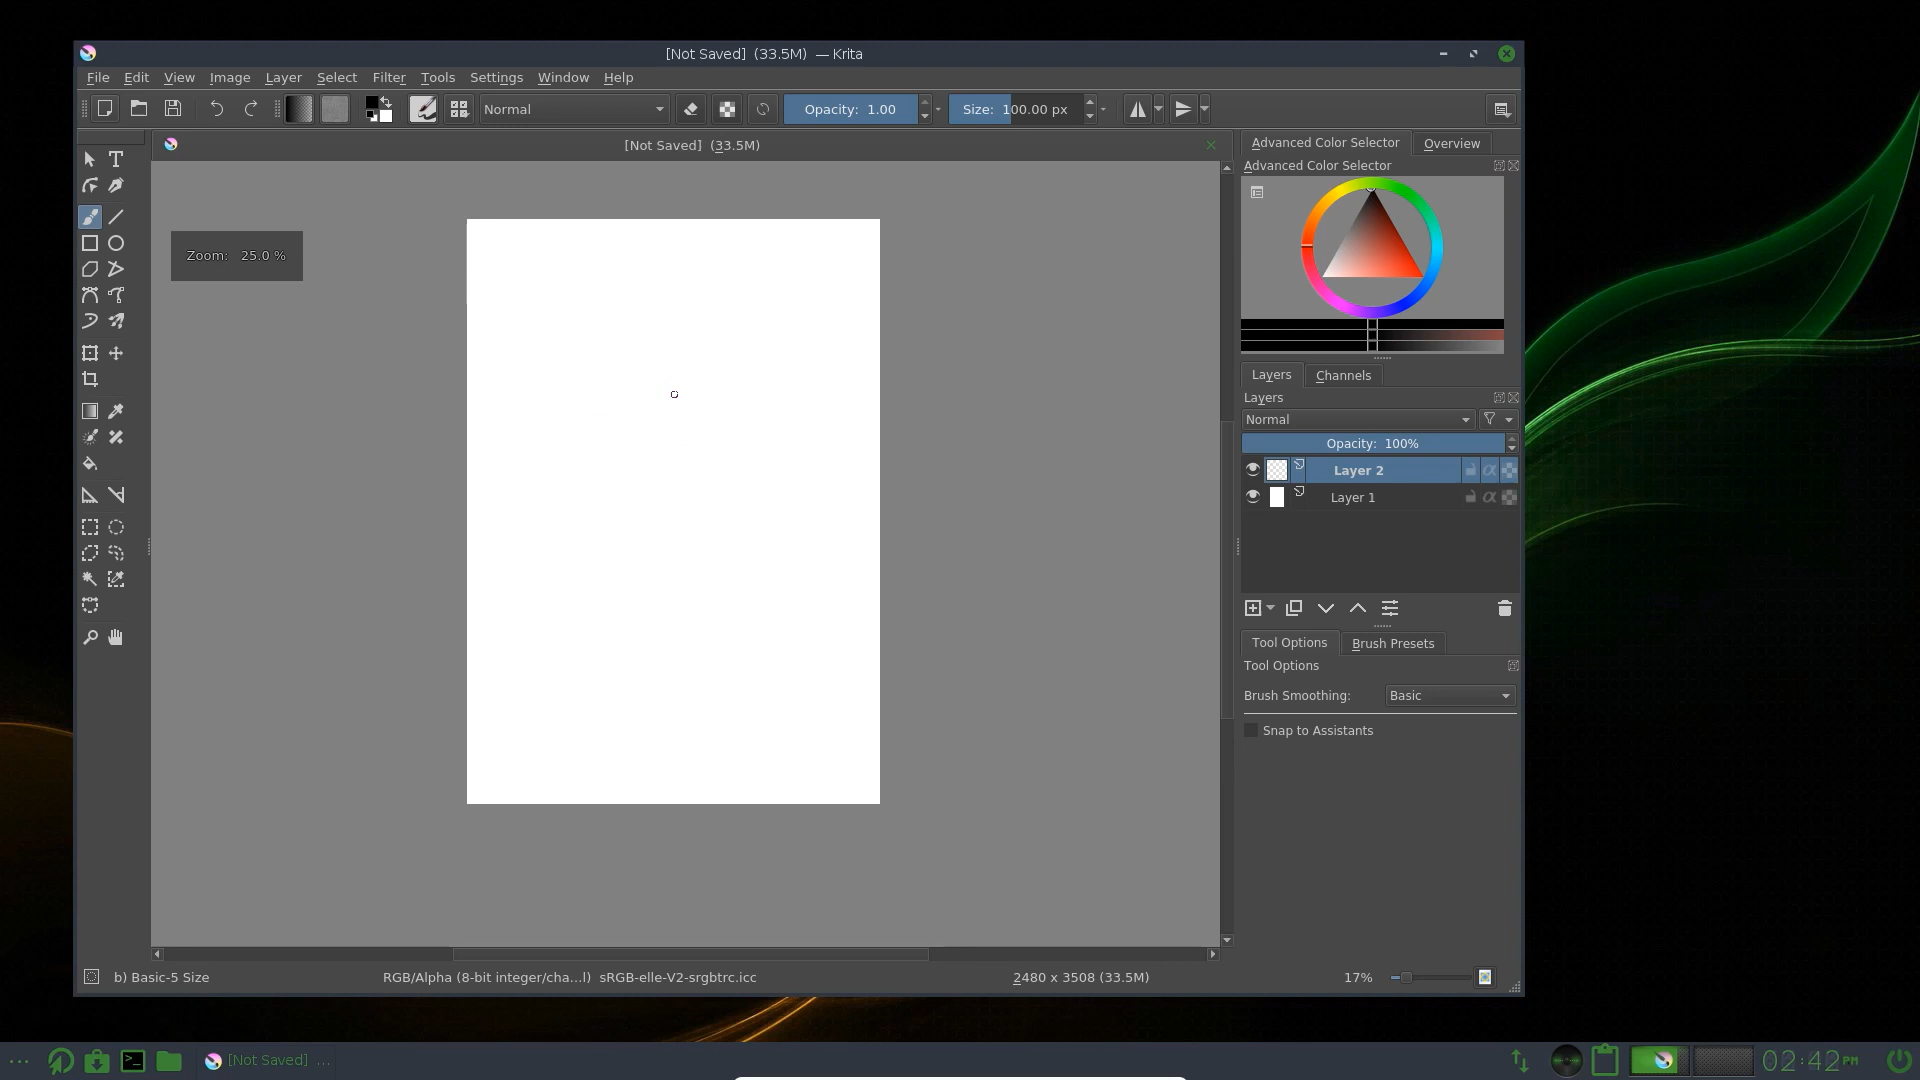 [Not Saved]  (33.5M)  — Krita
File Edit View Image Layer Select Filter Tools Settings Window Help
Normal Opacity: 1.00 Size: 100.00 px
[Not Saved]  (33.5M)
Advanced Color Selector Overview
Advanced Color Selector
Zoom: 25.0 %
Layers Channels
Layers
Normal
Opacity: 100%
Layer 2
Layer 1
Tool Options Brush Presets
Tool Options
Brush Smoothing: Basic
Snap to Assistants
b) Basic-5 Size RGB/Alpha (8-bit integer/cha...l) sRGB-elle-V2-srgbtrc.icc 2480 x 3508 (33.5M) 17%
[Not Saved] ... 02:42PM